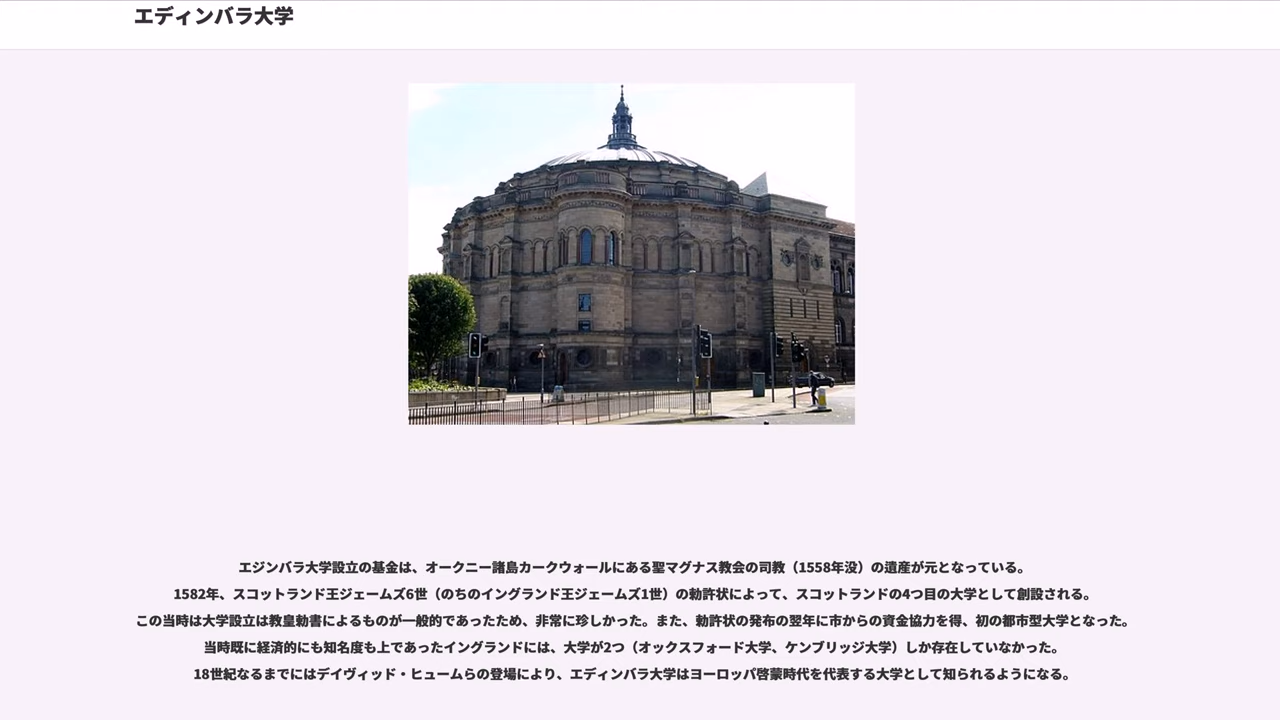 エディンバラ大学
エジンバラ大学設立の基金は、オークニー諸島カークウォールにある聖マグナス教会の司教（1558年没）の遺産が元となっている。
1582年、スコットランド王ジェームズ6世（のちのイングランド王ジェームズ1世）の勅許状によって、スコットランドの4つ目の大学として創設される。
この当時は大学設立は教皇勅書によるものが一般的であったため、非常に珍しかった。また、勅許状の発布の翌年に市からの資金協力を得、初の都市型大学となった。
当時既に経済的にも知名度も上であったイングランドには、大学が2つ（オックスフォード大学、ケンブリッジ大学）しか存在していなかった。
18世紀なるまでにはデイヴィッド・ヒュームらの登場により、エディンバラ大学はヨーロッパ啓蒙時代を代表する大学として知られるようになる。